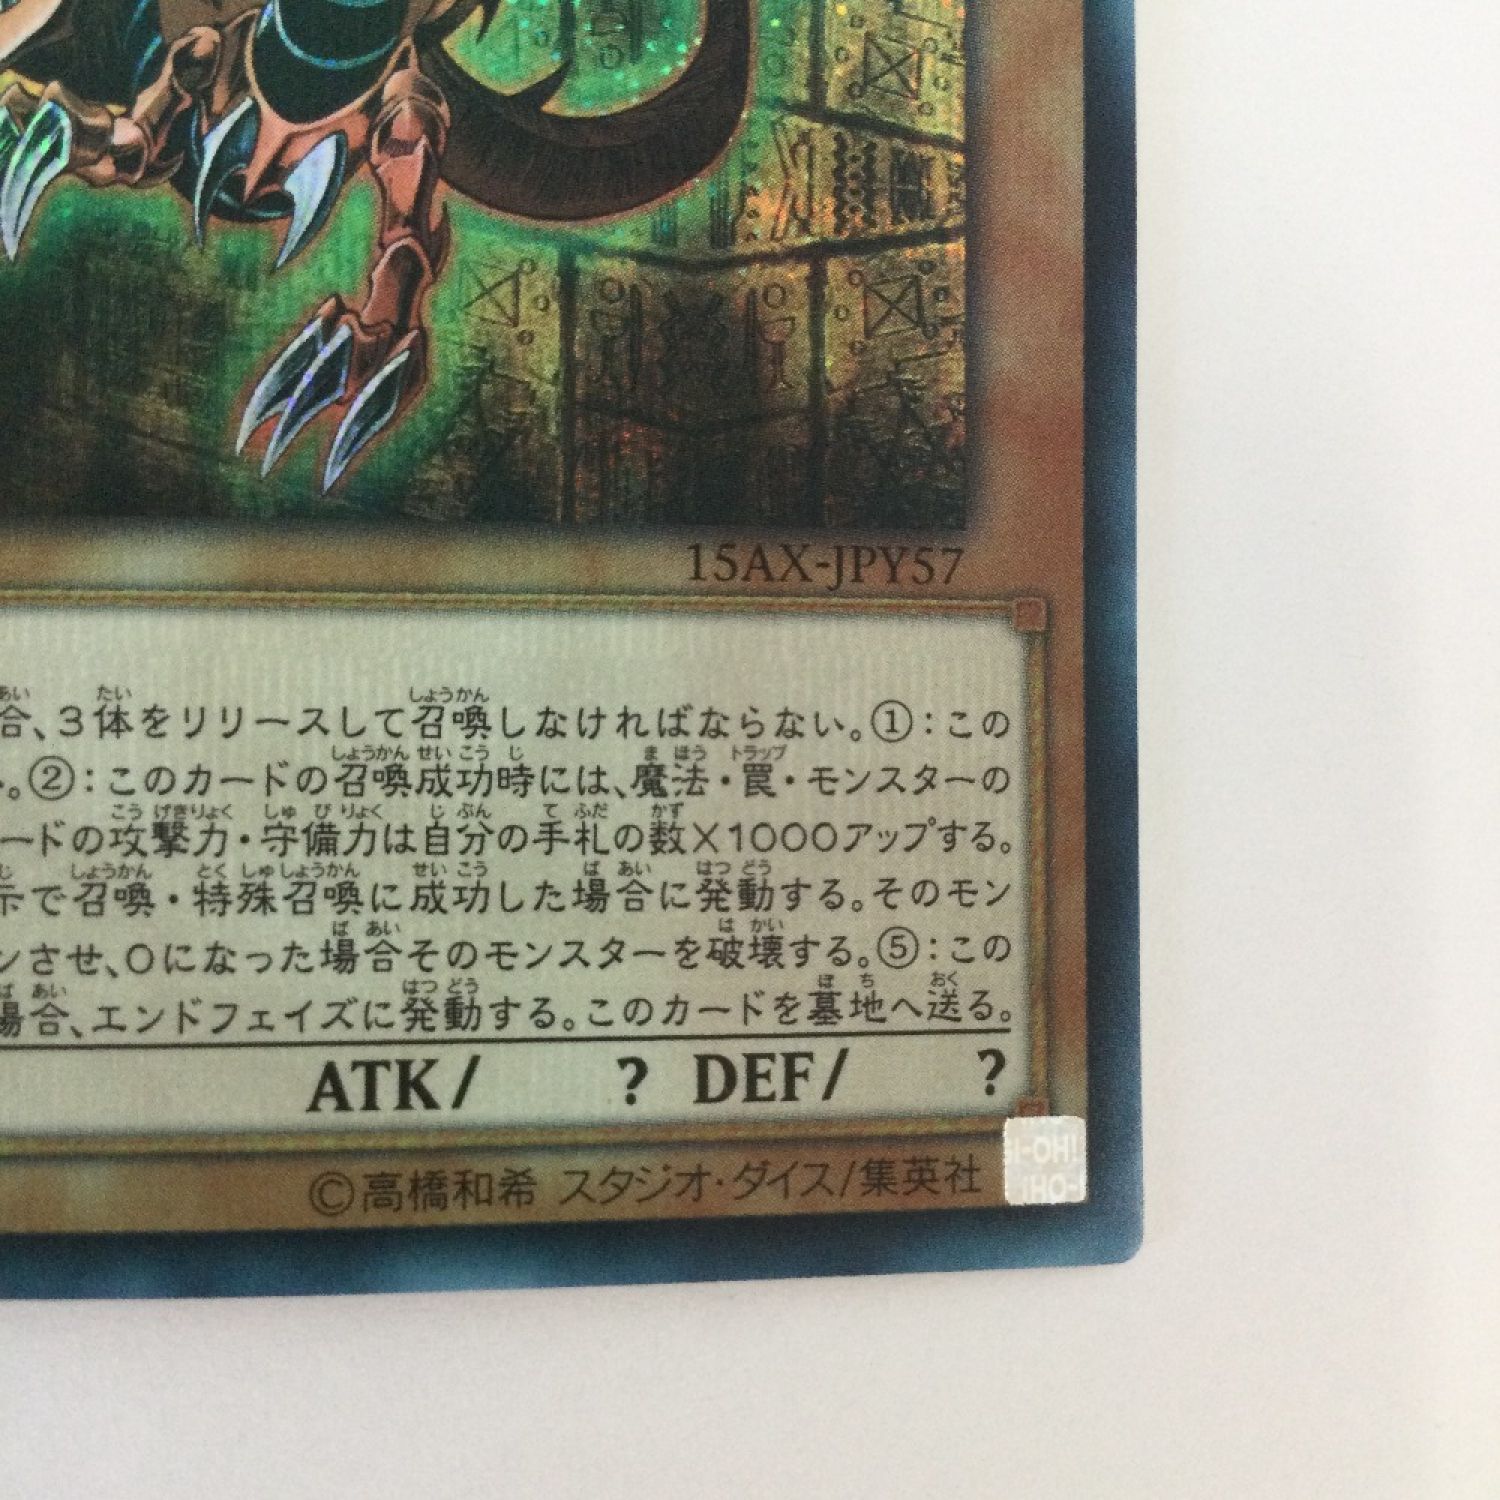 15AX-JPY57
合、3体をリリースして召喚しなければならない。①：この
。②：このカードの召喚成功時には、魔法・罠・モンスターの
ードの攻撃力・守備力は自分の手札の数×1000アップする。
示で召喚・特殊召喚に成功した場合に発動する。そのモン
ンさせ、0になった場合そのモンスターを破壊する。⑤：この
場合、エンドフェイズに発動する。このカードを墓地へ送る。
ATK/ ? DEF/ ?
©高橋和希 スタジオ・ダイス/集英社
I-OH!